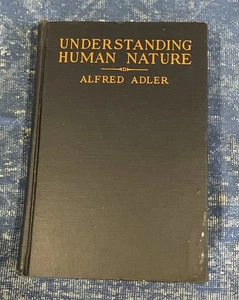 UNDERSTANDING
HUMAN NATURE
ALFRED ADLER